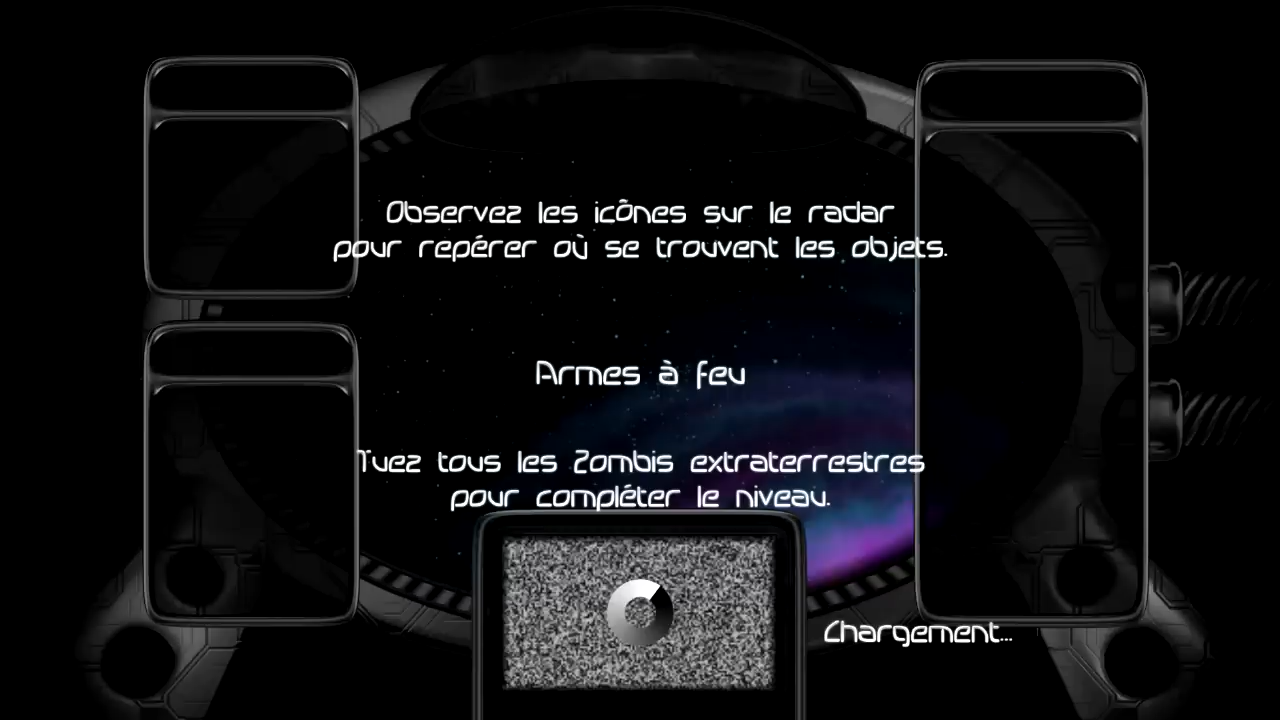 Observez les icônes sur le radar
pour repérer où se trouvent les objets.
Armes à feu
Tuez tous les Zombis extraterrestres
pour compléter le niveau.
Chargement...